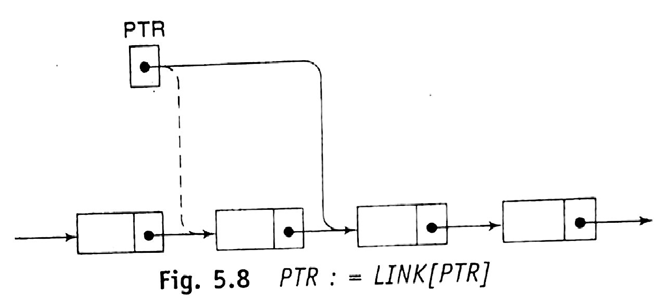 PTR
Fig. 5.8 PTR : = LINK[PTR]